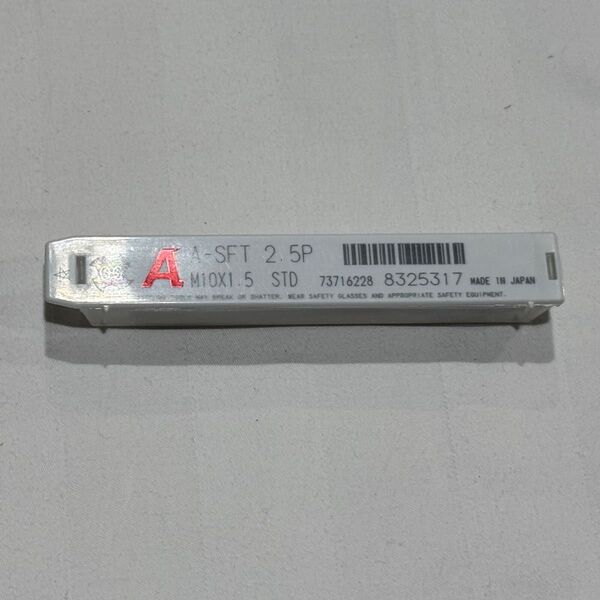 A A-SFT 2.5P
M10X1.5 STD 73716228 8325317 MADE IN JAPAN
MAY BREAK OR SHATTER. WEAR SAFETY GLASSES AND APPROPRIATE SAFETY EQUIPMENT.